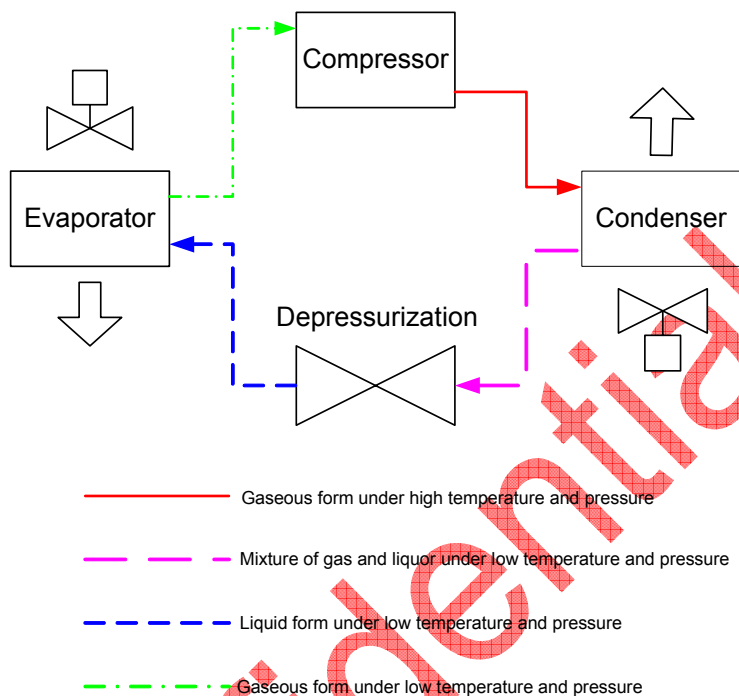 Compressor
Evaporator
Condenser
Depressurization
Gaseous form under high temperature and pressure
Mixture of gas and liquor under low temperature and pressure
Liquid form under low temperature and pressure
Gaseous form under low temperature and pressure